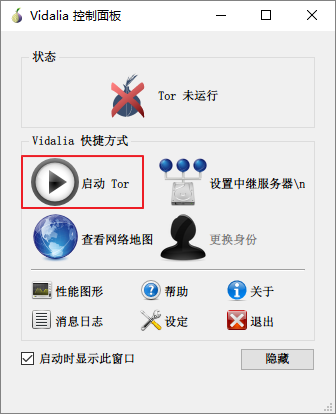 Vidalia 控制面板
状态
Tor 未运行
Vidalia 快捷方式
启动 Tor
设置中继服务器\n
查看网络地图
更换身份
性能图形
帮助
关于
消息日志
设定
退出
启动时显示此窗口
隐藏